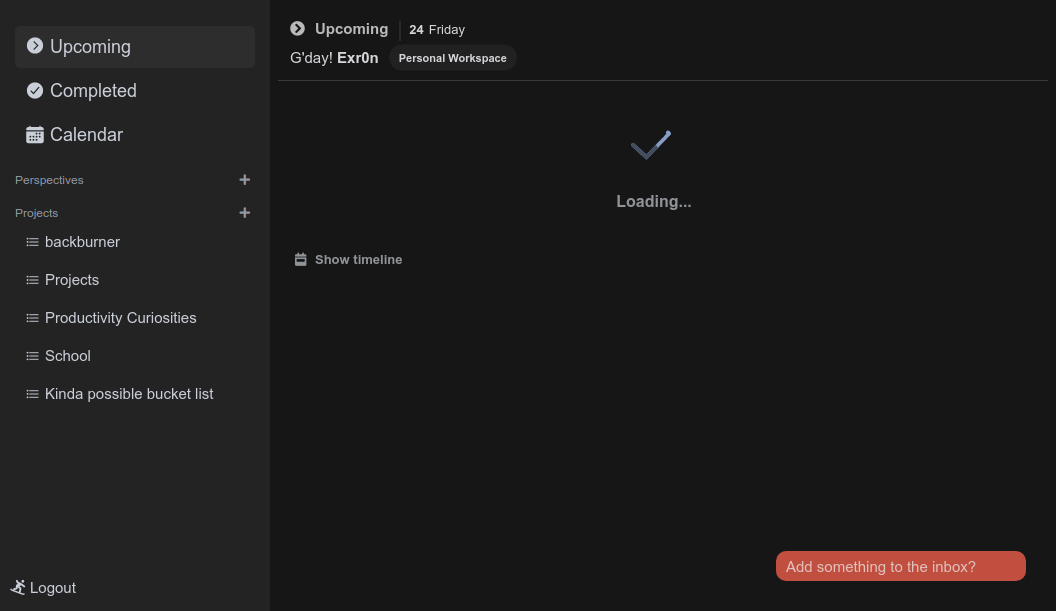 Upcoming
Completed
Calendar
Perspectives
Projects
backburner
Projects
Productivity Curiosities
School
Kinda possible bucket list
Logout
Upcoming 24 Friday
G'day! Exr0n Personal Workspace
Loading...
Show timeline
Add something to the inbox?